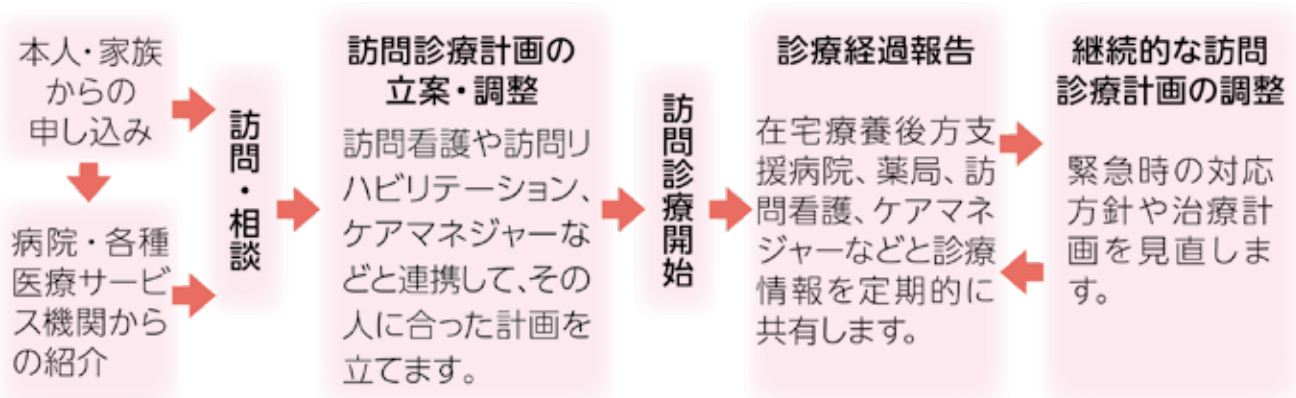 本人・家族
からの
申し込み
病院・各種
医療サービ
ス機関から
の紹介
訪問・相談
訪問診療計画の
立案・調整
訪問看護や訪問リ
ハビリテーション、
ケアマネジャーな
どと連携して、その
人に合った計画を
立てます。
訪問診療開始
診療経過報告
在宅療養後方支
援病院、薬局、訪
問看護、ケアマネ
ジャーなどと診療
情報を定期的に
共有します。
継続的な訪問
診療計画の調整
緊急時の対応
方針や治療計
画を見直しま
す。